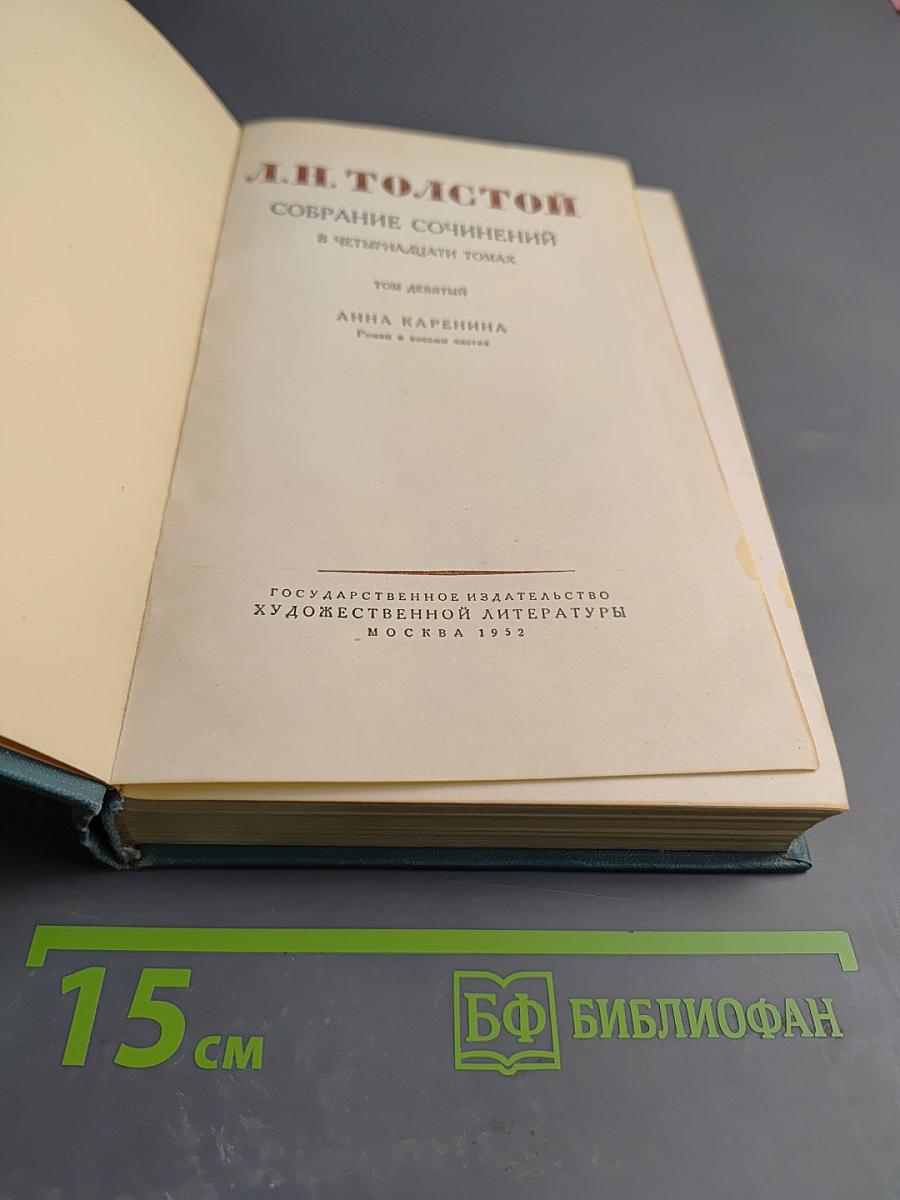 Л. Н. ТОЛСТОЙ
СОБРАНИЕ СОЧИНЕНИЙ
В ЧЕТЫРНАДЦАТИ ТОМАХ
ТОМ ДЕВЯТЫЙ
АННА КАРЕНИНА
Роман в восьми частях
ГОСУДАРСТВЕННОЕ ИЗДАТЕЛЬСТВО
ХУДОЖЕСТВЕННОЙ ЛИТЕРАТУРЫ
МОСКВА 1952
15 см
БФ БИБЛИОФАН